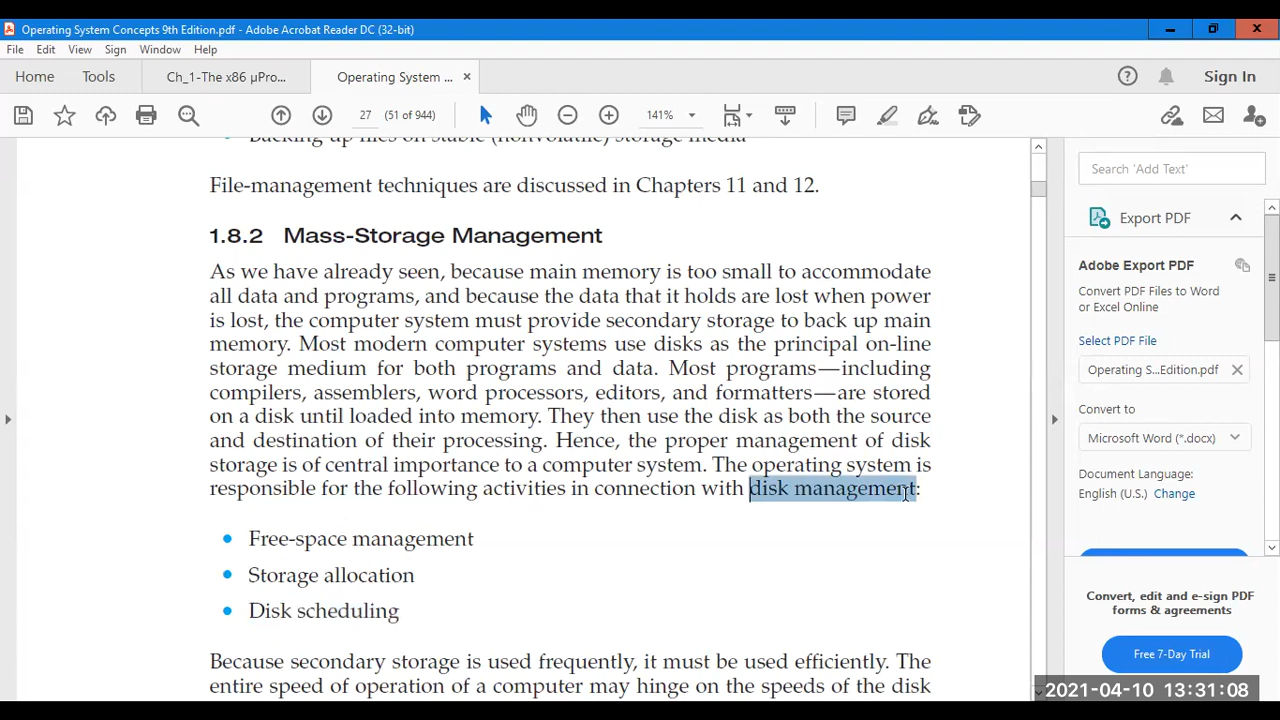 Operating System Concepts 9th Edition.pdf - Adobe Acrobat Reader DC (32-bit)
File Edit View Sign Window Help
Home Tools Ch_1-The x86 µPro... Operating System ... × Sign In
27 (51 of 944) 141%
Backing up files on stable (nonvolatile) storage media
File-management techniques are discussed in Chapters 11 and 12.
1.8.2 Mass-Storage Management
As we have already seen, because main memory is too small to accommodate
all data and programs, and because the data that it holds are lost when power
is lost, the computer system must provide secondary storage to back up main
memory. Most modern computer systems use disks as the principal on-line
storage medium for both programs and data. Most programs—including
compilers, assemblers, word processors, editors, and formatters—are stored
on a disk until loaded into memory. They then use the disk as both the source
and destination of their processing. Hence, the proper management of disk
storage is of central importance to a computer system. The operating system is
responsible for the following activities in connection with disk management:
• Free-space management
• Storage allocation
• Disk scheduling
Because secondary storage is used frequently, it must be used efficiently. The
entire speed of operation of a computer may hinge on the speeds of the disk
Search 'Add Text'
Export PDF
Adobe Export PDF
Convert PDF Files to Word
or Excel Online
Select PDF File
Operating S...Edition.pdf
Convert to
Microsoft Word (*.docx)
Document Language:
English (U.S.) Change
Convert, edit and e-sign PDF
forms & agreements
Free 7-Day Trial
2021-04-10 13:31:08